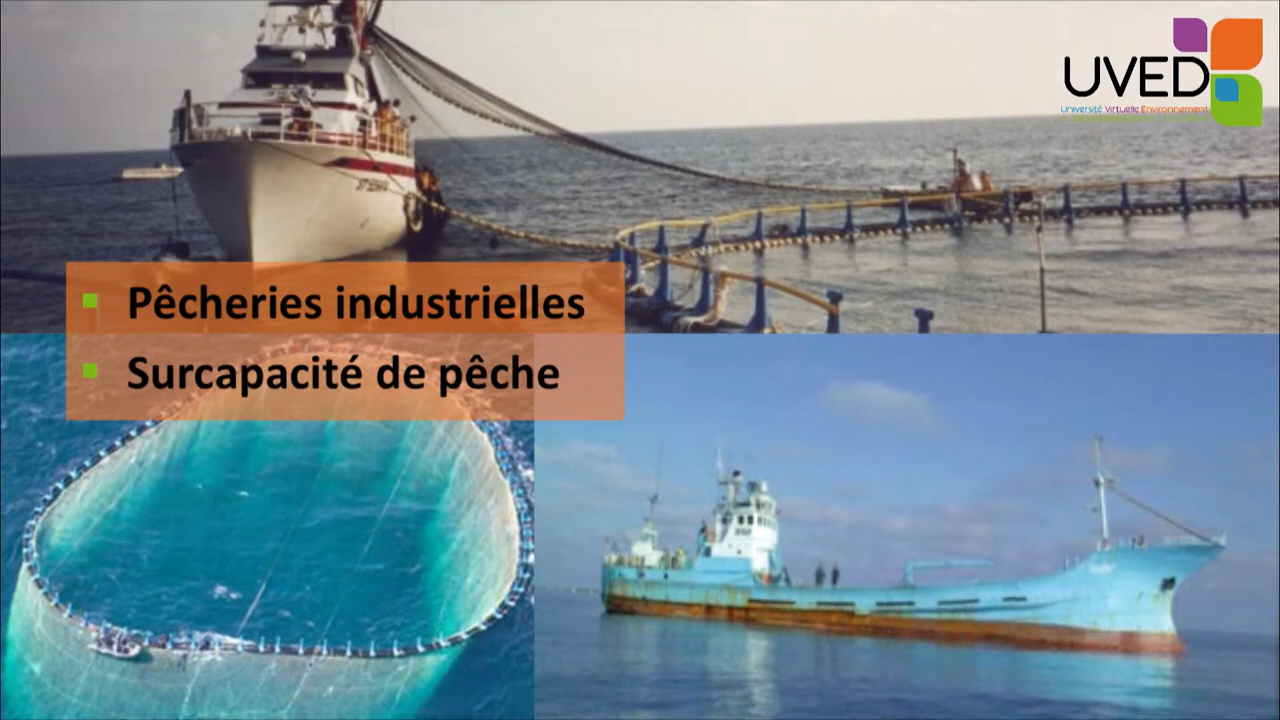 UVED
Université Virtuelle Environnement
Pêcheries industrielles
Surcapacité de pêche